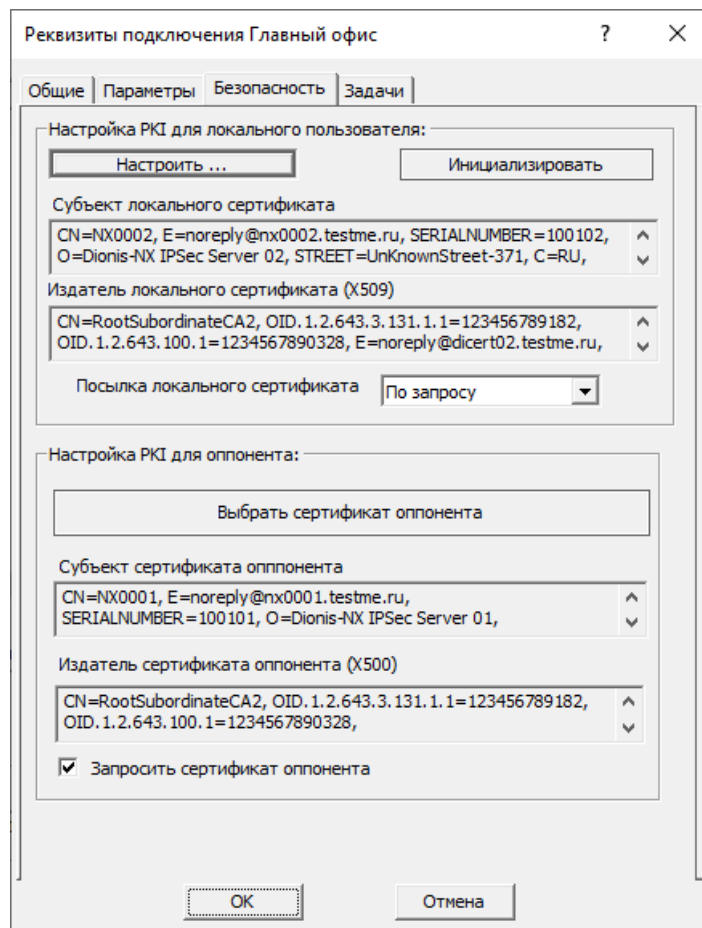 Реквизиты подключения Главный офис ?
Общие Параметры Безопасность Задачи
Настройка PKI для локального пользователя:
Настроить ... Инициализировать
Субъект локального сертификата
CN=NX0002, E=noreply@nx0002.testme.ru, SERIALNUMBER=100102,
O=Dionis-NX IPSec Server 02, STREET=UnKnownStreet-371, C=RU,
Издатель локального сертификата (X509)
CN=RootSubordinateCA2, OID.1.2.643.3.131.1.1=123456789182,
OID.1.2.643.100.1=1234567890328, E=noreply@dicert02.testme.ru,
Посылка локального сертификата По запросу
Настройка PKI для оппонента:
Выбрать сертификат оппонента
Субъект сертификата опппонента
CN=NX0001, E=noreply@nx0001.testme.ru,
SERIALNUMBER=100101, O=Dionis-NX IPSec Server 01,
Издатель сертификата оппонента (X500)
CN=RootSubordinateCA2, OID.1.2.643.3.131.1.1=123456789182,
OID.1.2.643.100.1=1234567890328,
Запросить сертификат оппонента
OK Отмена